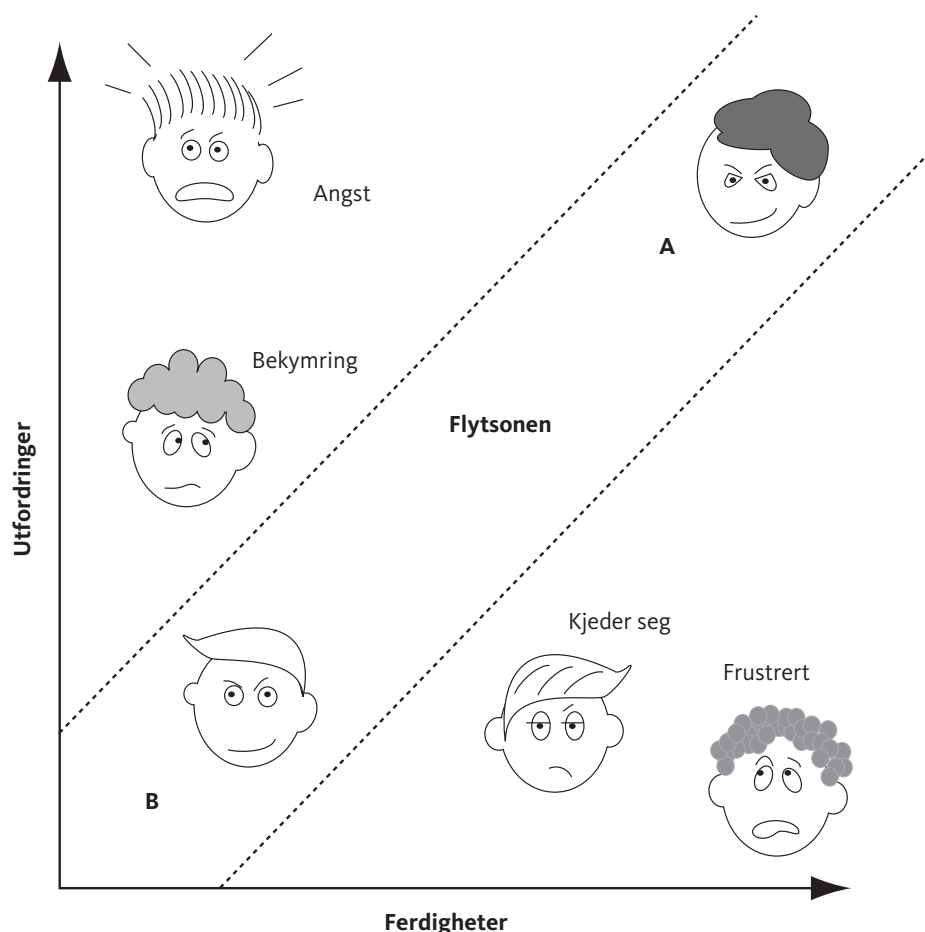 Angst
A
Bekymring
Flytsonen
Utfordringer
Kjeder seg
Frustrert
B
Ferdigheter